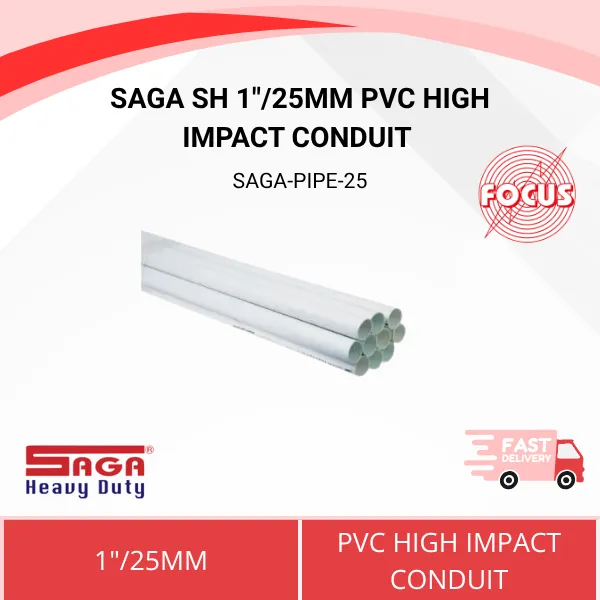 SAGA SH 1"/25MM PVC HIGH
IMPACT CONDUIT
SAGA-PIPE-25
FOCUS
SAGA®
Heavy Duty
FAST
DELIVERY
1"/25MM
PVC HIGH IMPACT
CONDUIT